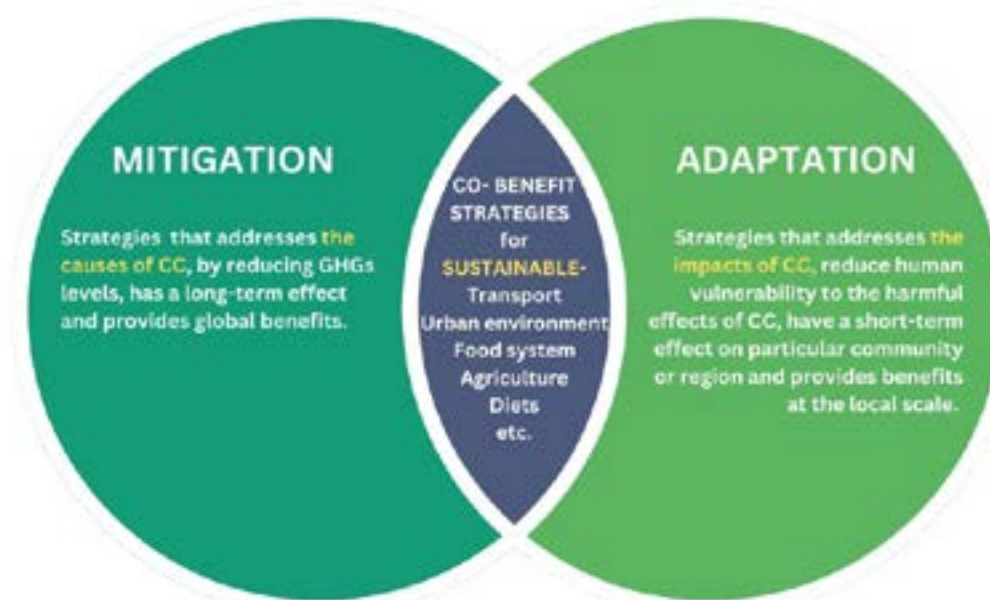 MITIGATION
Strategies that addresses the
causes of CC, by reducing GHGs
levels, has a long-term effect
and provides global benefits.
CO- BENEFIT
STRATEGIES
for
SUSTAINABLE-
Transport
Urban environment
Food system
Agriculture
Diets
etc.
ADAPTATION
Strategies that addresses the
impacts of CC, reduce human
vulnerability to the harmful
effects of CC, have a short-term
effect on particular community
or region and provides benefits
at the local scale.